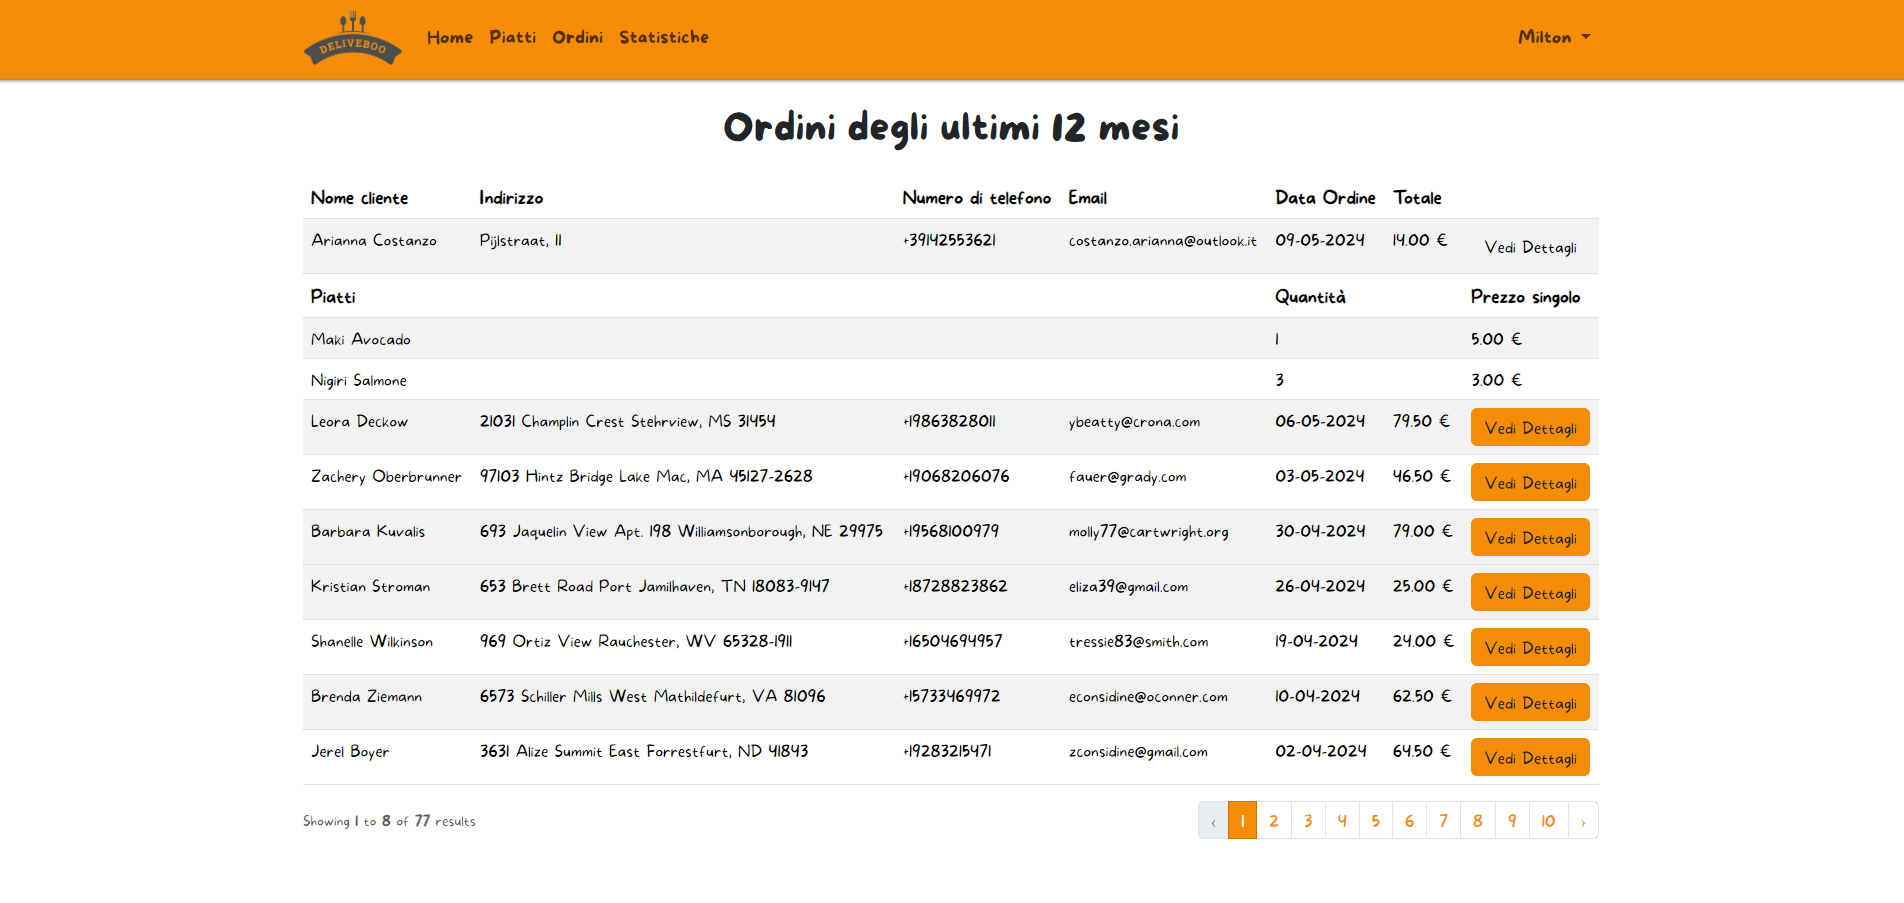 DELIVEBOO Home Piatti Ordini Statistiche Milton
Ordini degli ultimi 12 mesi
Nome cliente Indirizzo Numero di telefono Email Data Ordine Totale
Arianna Costanzo Pijlstraat, 11 +39142553621 costanzo.arianna@outlook.it 09-05-2024 14.00 € Vedi Dettagli
Piatti Quantità Prezzo singolo
Maki Avocado 1 5.00 €
Nigiri Salmone 3 3.00 €
Leora Deckow 21031 Champlin Crest Stehrview, MS 31454 +19863828011 ybeatty@crona.com 06-05-2024 79.50 € Vedi Dettagli
Zachery Oberbrunner 97103 Hintz Bridge Lake Mac, MA 45127-2628 +19068206076 fauer@grady.com 03-05-2024 46.50 € Vedi Dettagli
Barbara Kuvalis 693 Jaquelin View Apt. 198 Williamsonborough, NE 29975 +19568100979 molly77@cartwright.org 30-04-2024 79.00 € Vedi Dettagli
Kristian Stroman 653 Brett Road Port Jamilhaven, TN 18083-9147 +18728823862 eliza39@gmail.com 26-04-2024 25.00 € Vedi Dettagli
Shanelle Wilkinson 969 Ortiz View Rauchester, WV 65328-1911 +16504694957 tressie83@smith.com 19-04-2024 24.00 € Vedi Dettagli
Brenda Ziemann 6573 Schiller Mills West Mathildefurt, VA 81096 +15733469972 econsidine@oconner.com 10-04-2024 62.50 € Vedi Dettagli
Jerel Boyer 3631 Alize Summit East Forrestfurt, ND 41843 +19283215471 zconsidine@gmail.com 02-04-2024 64.50 € Vedi Dettagli
Showing 1 to 8 of 77 results ‹ 1 2 3 4 5 6 7 8 9 10 ›